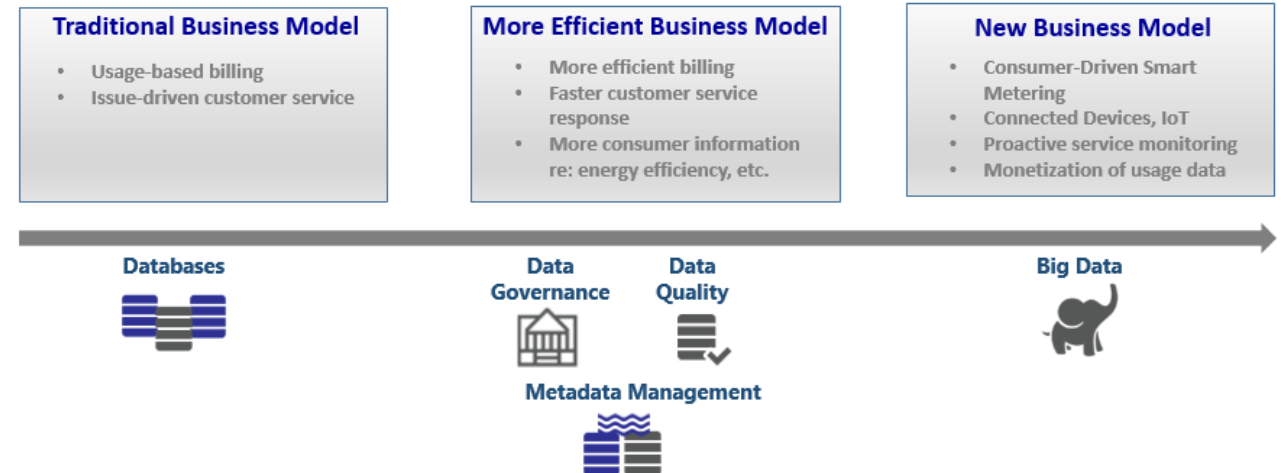 Traditional Business Model
• Usage-based billing
• Issue-driven customer service
More Efficient Business Model
• More efficient billing
• Faster customer service
response
• More consumer information
re: energy efficiency, etc.
New Business Model
• Consumer-Driven Smart
Metering
• Connected Devices, IoT
• Proactive service monitoring
• Monetization of usage data
Databases
Data
Governance
Data
Quality
Big Data
Metadata Management